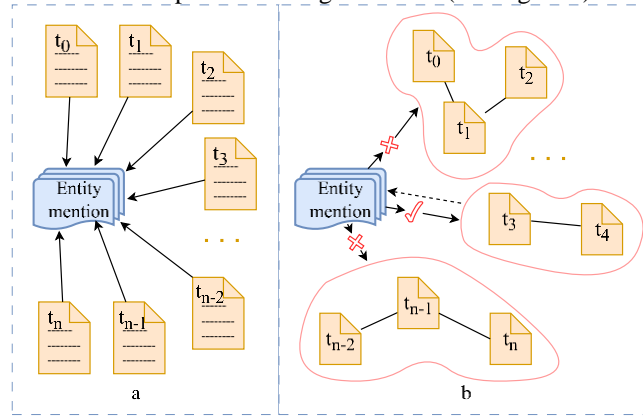 t0
t1
t2
t3
Entity
mention
. . .
tn-2
tn
tn-1
a
t0
t2
t1
. . .
Entity
mention
t3
t4
tn-1
tn-2
tn
b